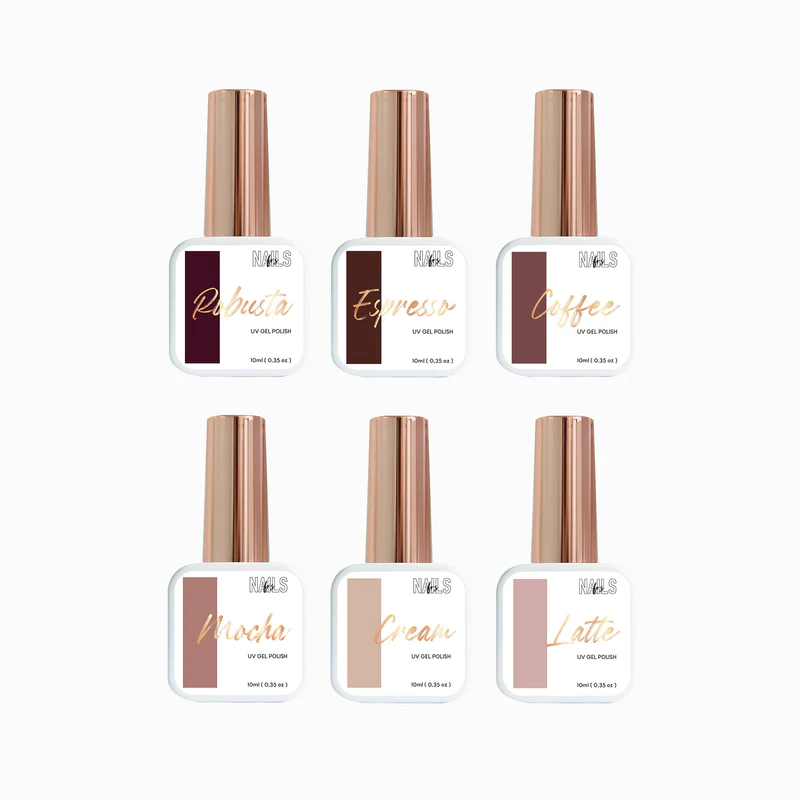 NAILS
Robusta
UV GEL POLISH
10ml ( 0,35 oz )
NAILS
Espresso
UV GEL POLISH
10ml ( 0,35 oz )
NAILS
Coffee
UV GEL POLISH
10ml ( 0,35 oz )
NAILS
Mocha
UV GEL POLISH
10ml ( 0,35 oz )
NAILS
Cream
UV GEL POLISH
10ml ( 0,35 oz )
NAILS
Latte
UV GEL POLISH
10ml ( 0,35 oz )